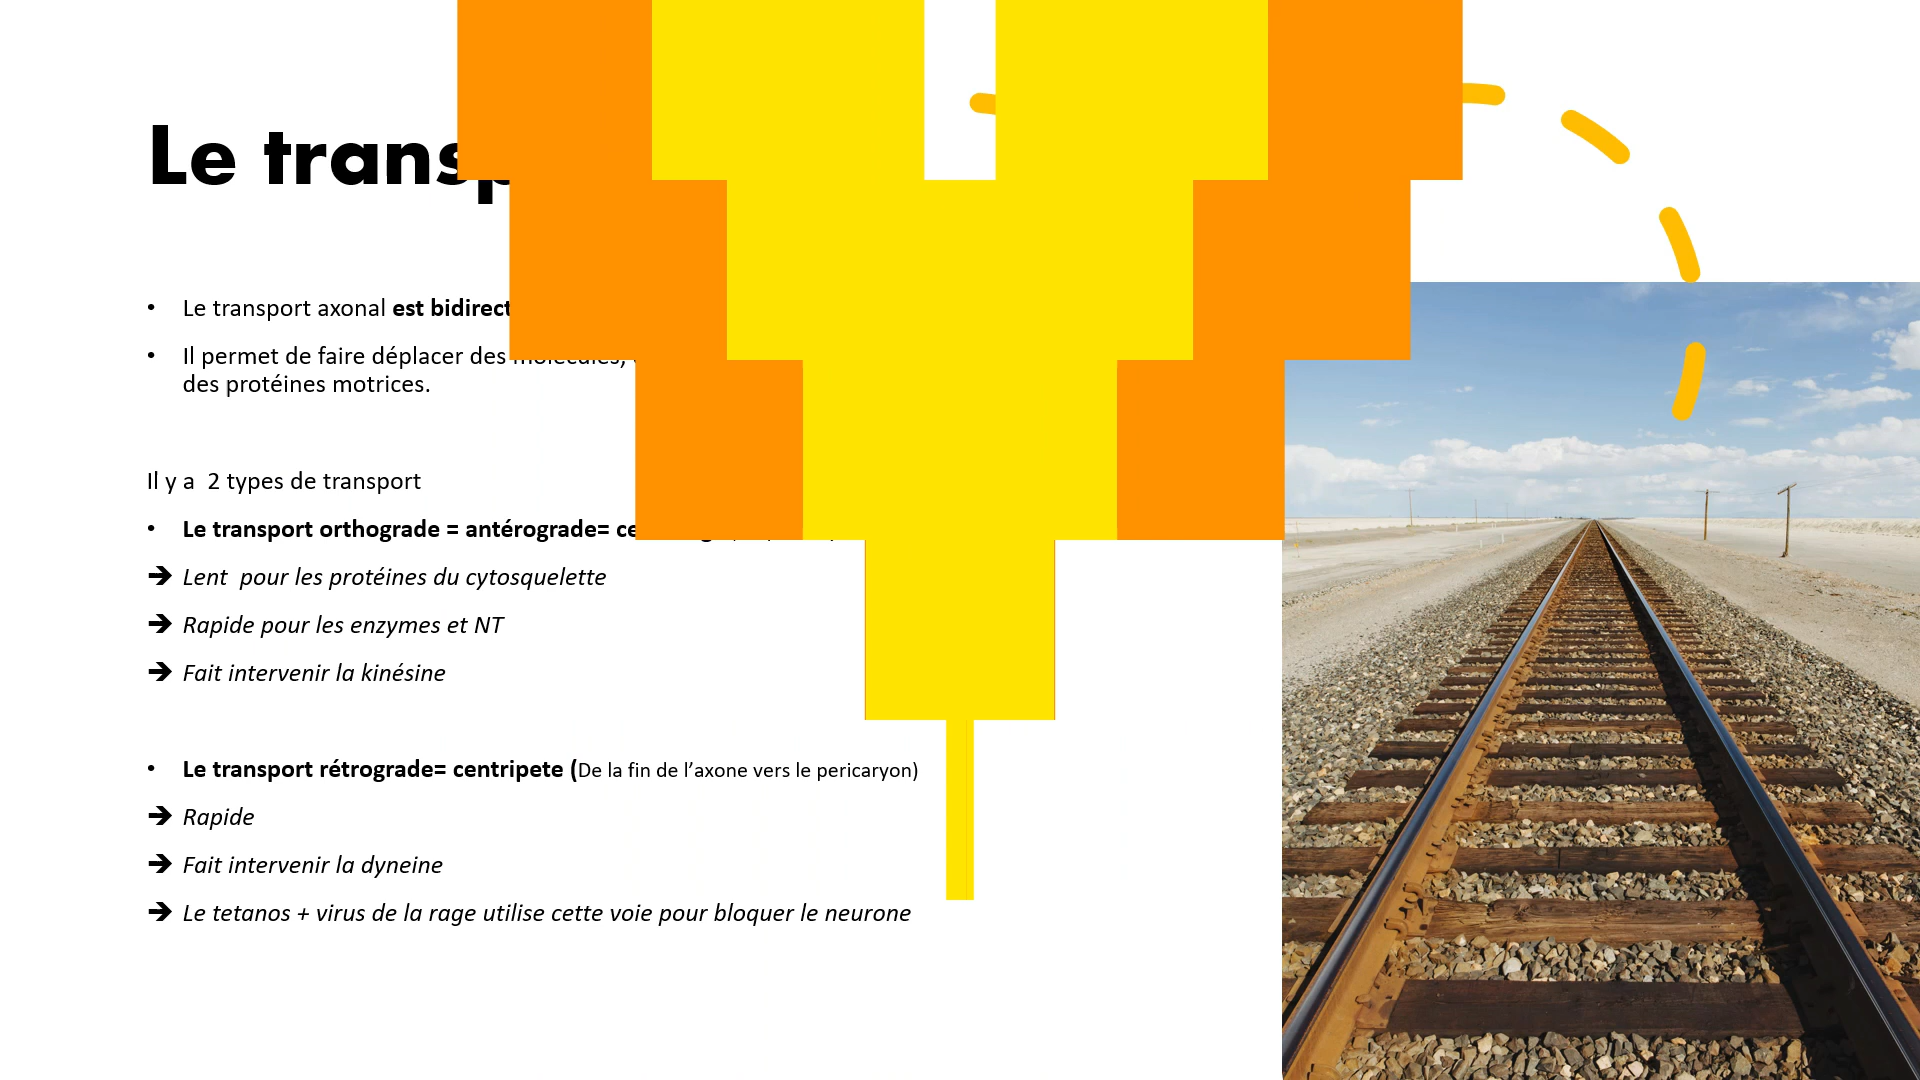 Le trans
• Le transport axonal est bidirect
• Il permet de faire déplacer des molécules,
des protéines motrices.
Il y a 2 types de transport
• Le transport orthograde = antérograde= ce
➔ Lent pour les protéines du cytosquelette
➔ Rapide pour les enzymes et NT
➔ Fait intervenir la kinésine
• Le transport rétrograde= centripete (De la fin de l’axone vers le pericaryon)
➔ Rapide
➔ Fait intervenir la dyneine
➔ Le tetanos + virus de la rage utilise cette voie pour bloquer le neurone